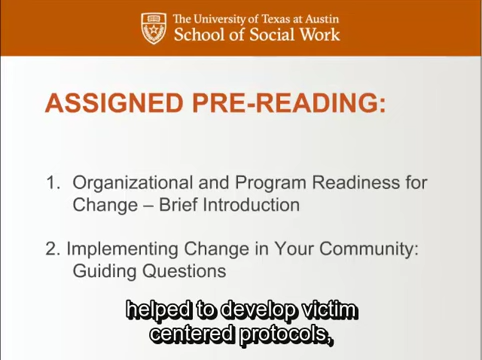 The University of Texas at Austin
School of Social Work
ASSIGNED PRE-READING:
1. Organizational and Program Readiness for
Change – Brief Introduction
2. Implementing Change in Your Community:
Guiding Questions
helped to develop victim
centered protocols,